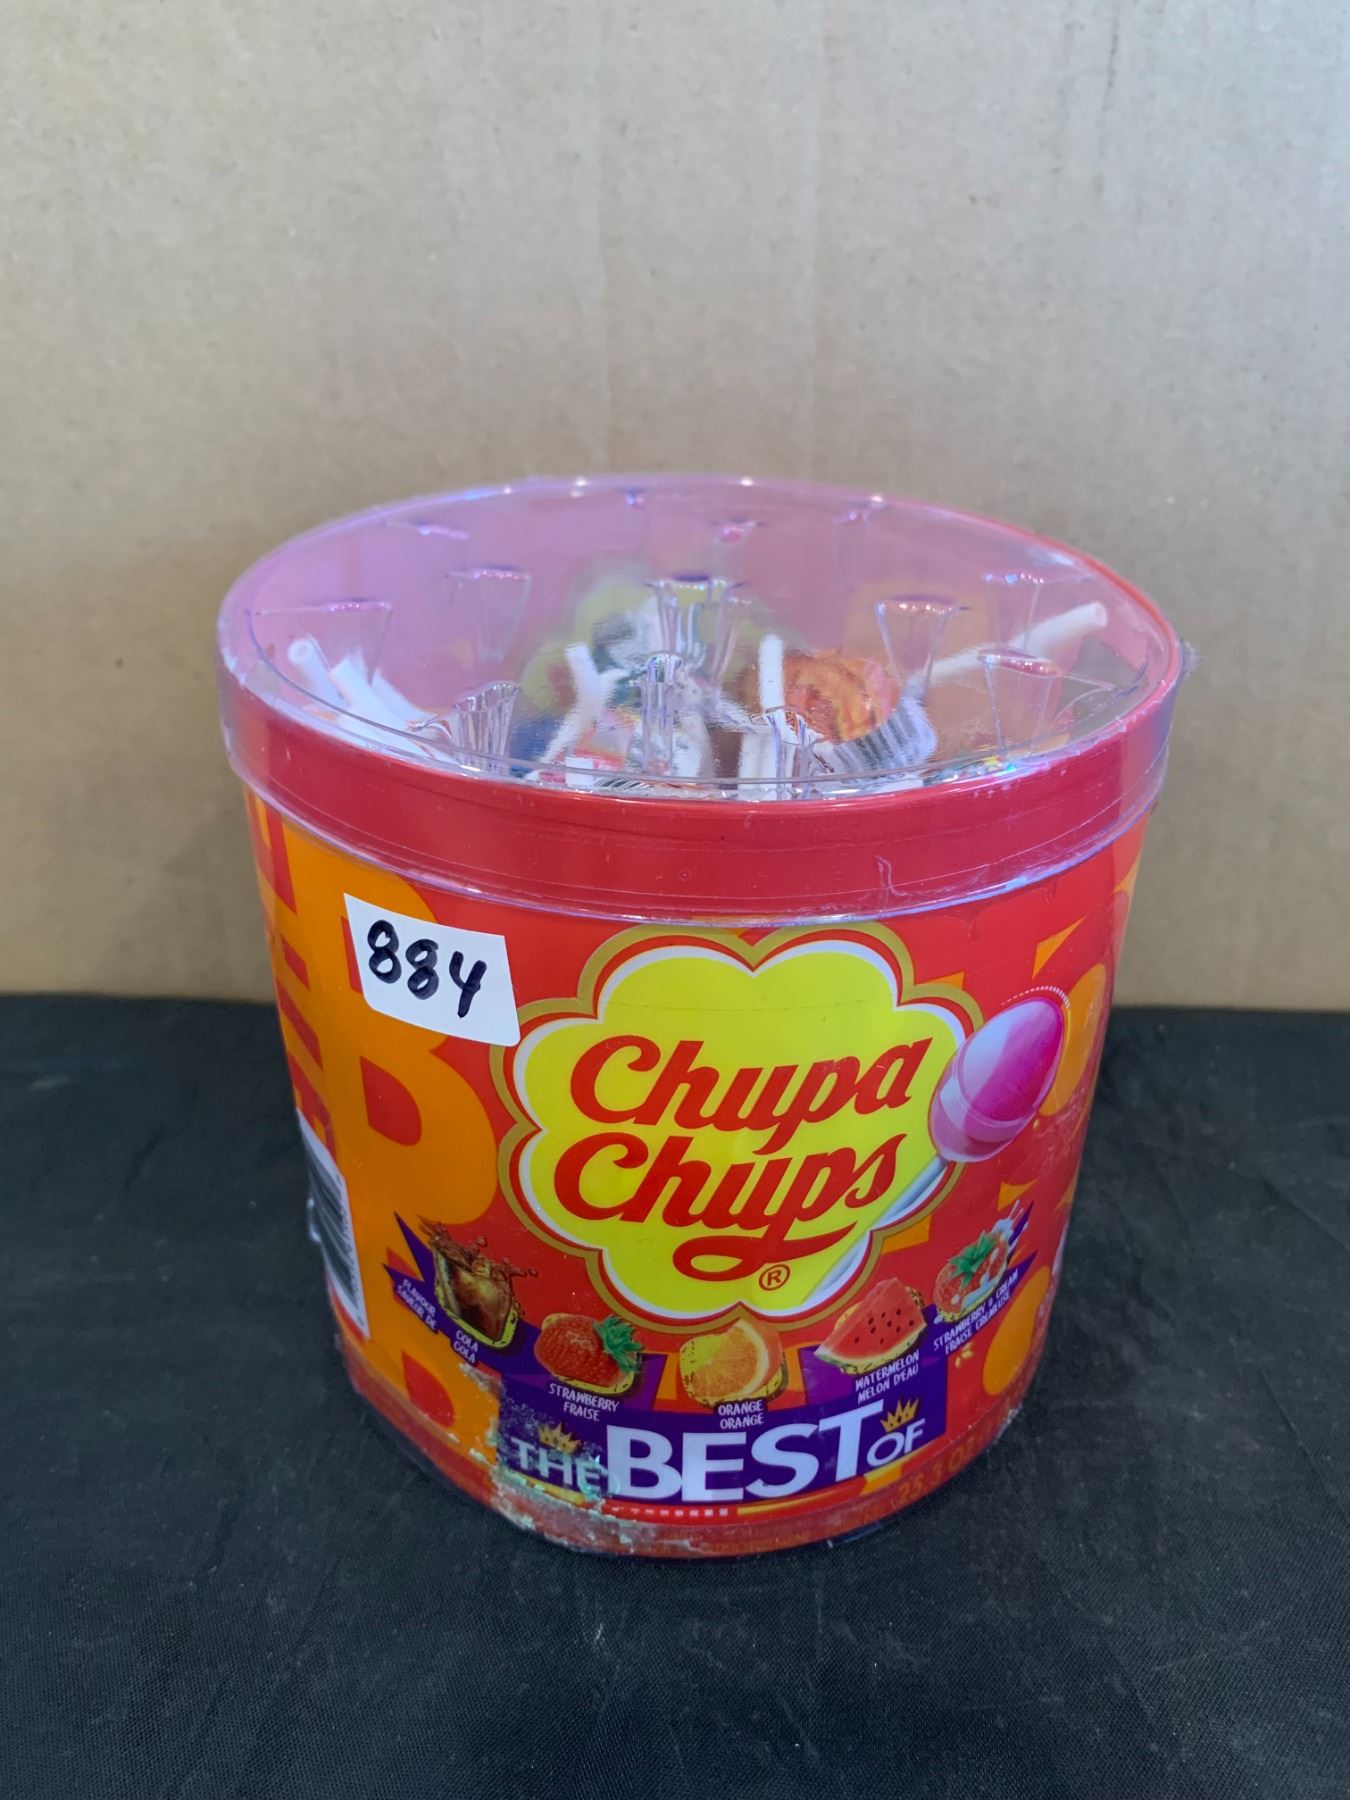 884
Chupa
Chups
®
FLAVOUR
SAVEUR DE
COLA
COLA
STRAWBERRY
FRAISE
ORANGE
ORANGE
WATERMELON
MELON D'EAU
STRAWBERRY & CREAM
FRAISE CRÉMEUSE
THE BEST OF